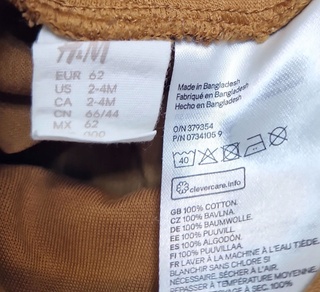 H&M
EUR 62
US 2-4M
CA 2-4M
CN 66/44
MX 62
Made in Bangladesh
Fabriqué en Bangladesh
Hecho en Bangladesh
O/N 379354
P/N 0734105 9
40
clevercare.info
GB 100% COTTON.
CZ 100% BAVLNA.
DE 100% BAUMWOLLE.
EE 100% PUUVILL.
ES 100% ALGODÓN.
FI 100% PUUVILLAA.
FR LAVER À LA MACHINE À L'EAU TIÈDE.
BLANCHIR SANS CHLORE SI
NÉCESSAIRE. SÉCHER À L'AIR.
REPASSER À TEMPÉRATURE MOYENNE.